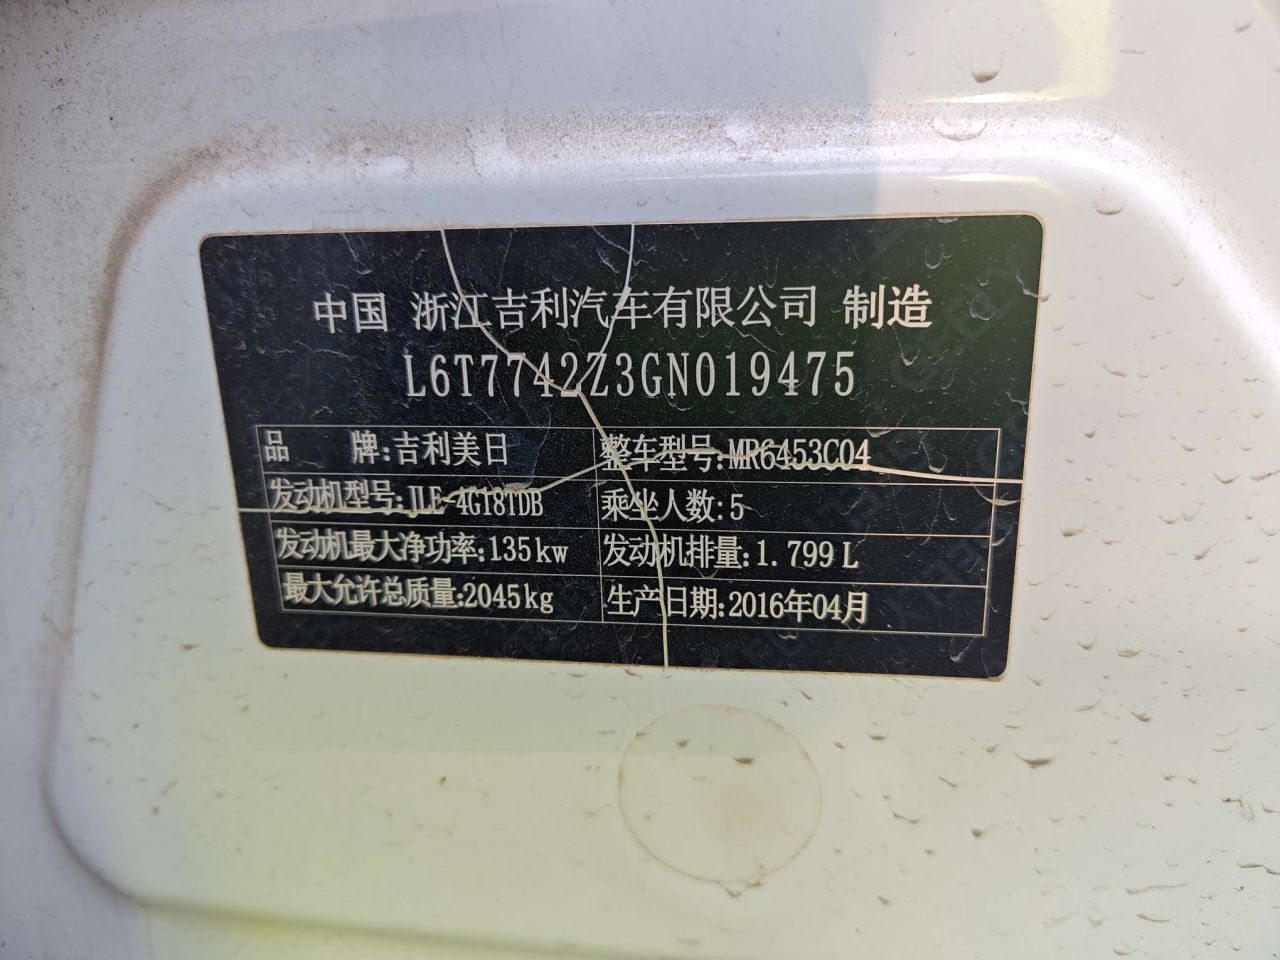 中国 浙江吉利汽车有限公司 制造
L6T7742Z3GN019475
品 牌:吉利美日 整车型号:MR6453C04
发动机型号:JLE-4G18TDB 乘坐人数:5
发动机最大净功率:135kw 发动机排量:1.799L
最大允许总质量:2045kg 生产日期:2016年04月